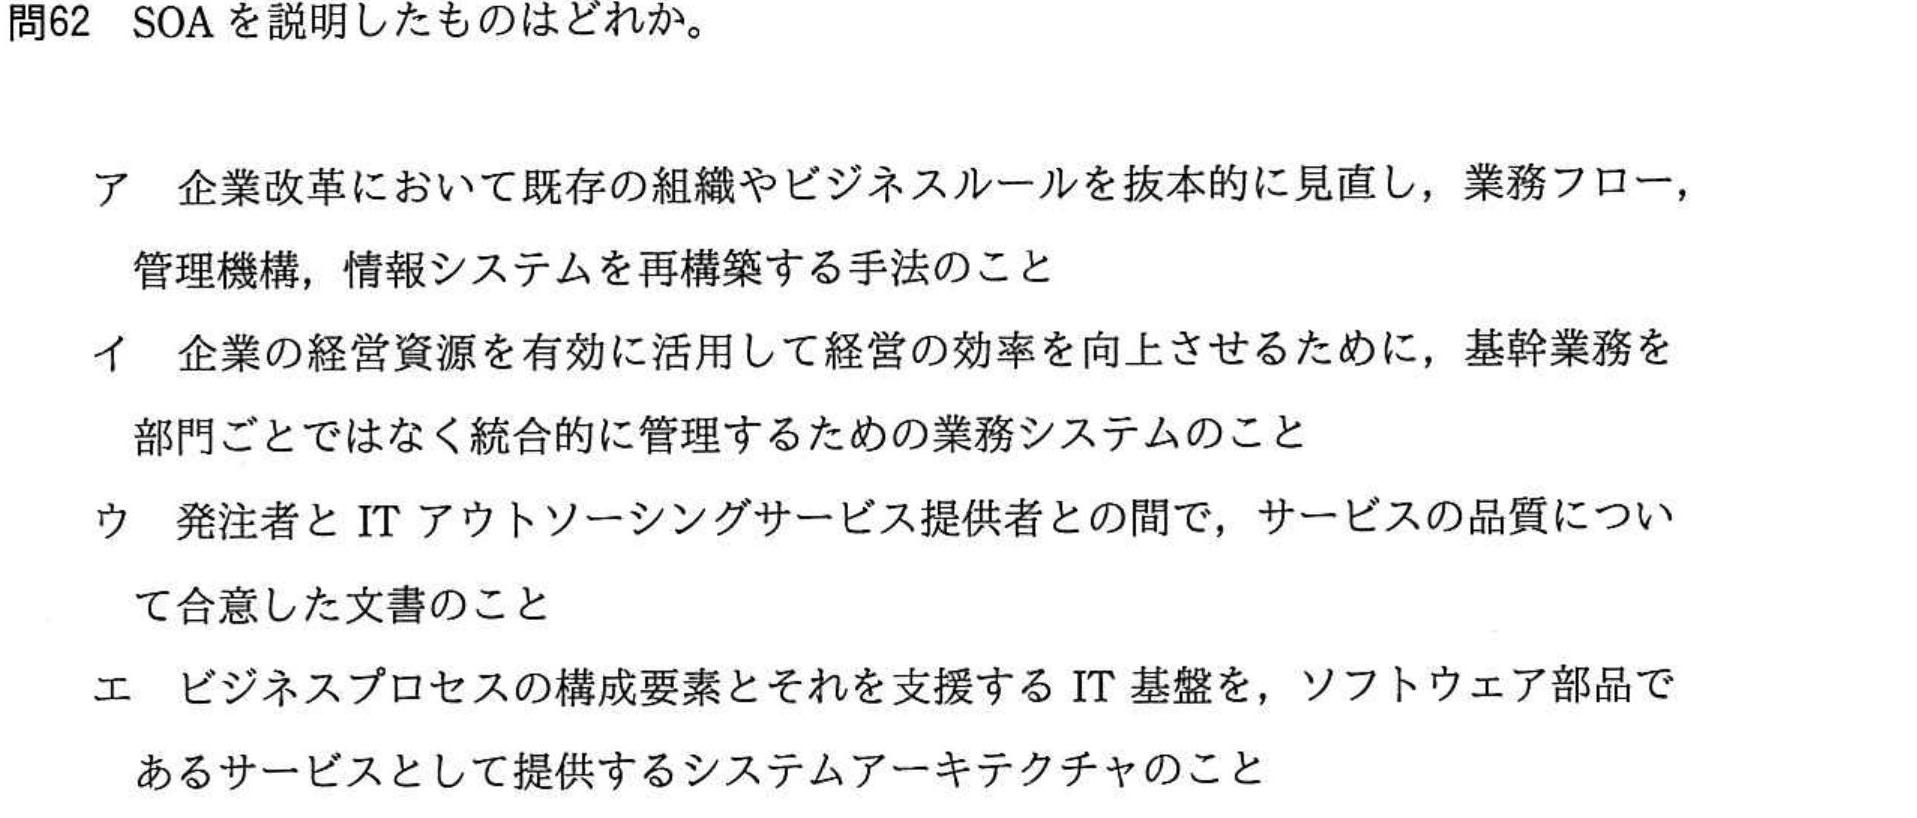 問62 SOA を説明したものはどれか。
ア 企業改革において既存の組織やビジネスルールを抜本的に見直し，業務フロー，
管理機構，情報システムを再構築する手法のこと
イ 企業の経営資源を有効に活用して経営の効率を向上させるために，基幹業務を
部門ごとではなく統合的に管理するための業務システムのこと
ウ 発注者と IT アウトソーシングサービス提供者との間で，サービスの品質につい
て合意した文書のこと
エ ビジネスプロセスの構成要素とそれを支援する IT 基盤を，ソフトウェア部品で
あるサービスとして提供するシステムアーキテクチャのこと